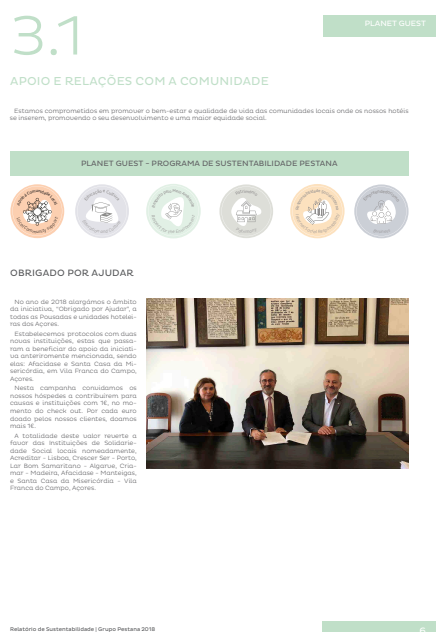 3.1
PLANET GUEST
APOIO E RELAÇÕES COM A COMUNIDADE
Estamos comprometidos em promover o bem-estar e qualidade de vida das comunidades locais onde os nossos hotéis
se inserem, promovendo o seu desenvolvimento e uma maior equidade social.
PLANET GUEST - PROGRAMA DE SUSTENTABILIDADE PESTANA
OBRIGADO POR AJUDAR
No ano de 2018 alargámos o âmbito
da iniciativa, "Obrigado por Ajudar", a
todas as Pousadas e unidades hotelei-
ras dos Açores.
Estabelecemos protocolos com duas
novas instituições, estas que passa-
ram a beneficiar do apoio da iniciati-
va anteriromente mencionada, sendo
elas: Afacidase e Santa Casa da Mi-
sericórdia, em Vila Franca do Campo,
Açores.
Nesta campanha convidamos os
nossos hóspedes a contribuirem para
causas e instituições com 1€, no mo-
mento do check out. Por cada euro
doado pelos nossos clientes, doamos
mais 1€.
A totalidade deste valor reverte a
favor das Instituições de Solidarie-
dade Social locais nomeadamente,
Acreditar - Lisboa, Crescer Ser - Porto,
Lar Bom Samaritano - Algarve, Cria-
mar - Madeira, Afacidase - Manteigas,
e Santa Casa da Misericórdia - Vila
Franca do Campo, Açores.
Relatório de Sustentabilidade | Grupo Pestana 2018
6